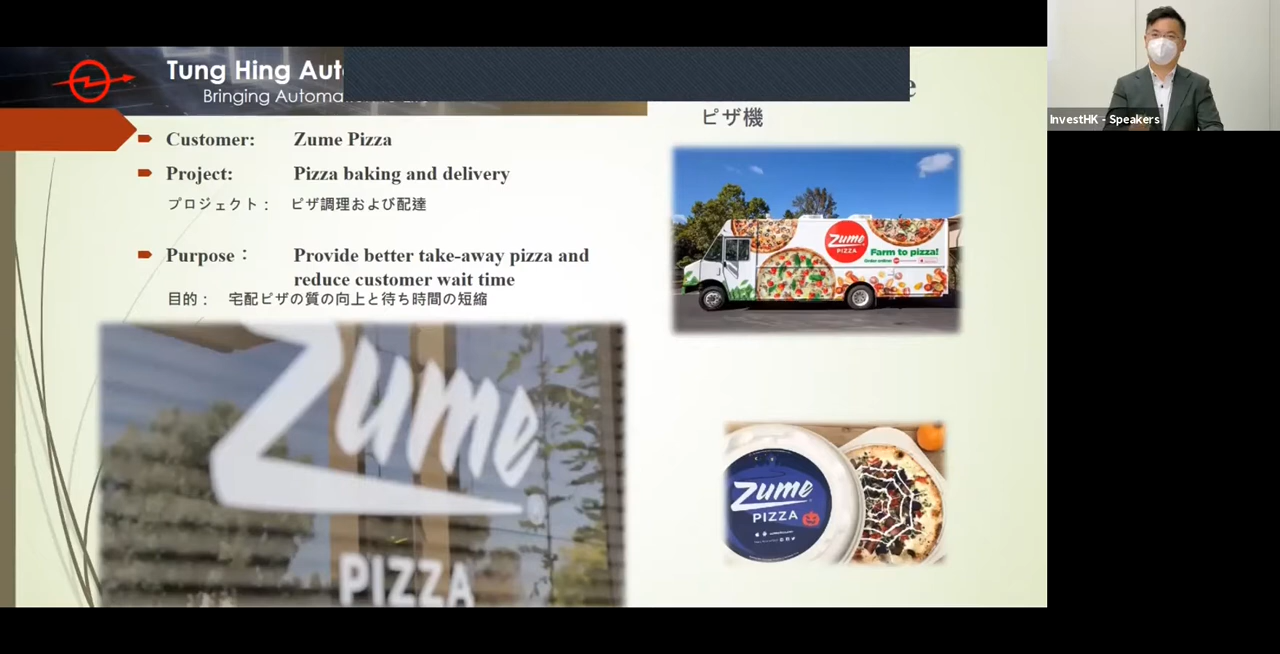 Tung Hing
Bringing
ピザ機
Customer: Zume Pizza
Project: Pizza baking and delivery
プロジェクト： ピザ調理および配達
Purpose： Provide better take-away pizza and
reduce customer wait time
目的： 宅配ピザの質の向上と待ち時間の短縮
Zume
PIZZA
Farm to pizza!
Order online
Zume
PIZZA
Zume
PIZZA
InvestHK - Speakers